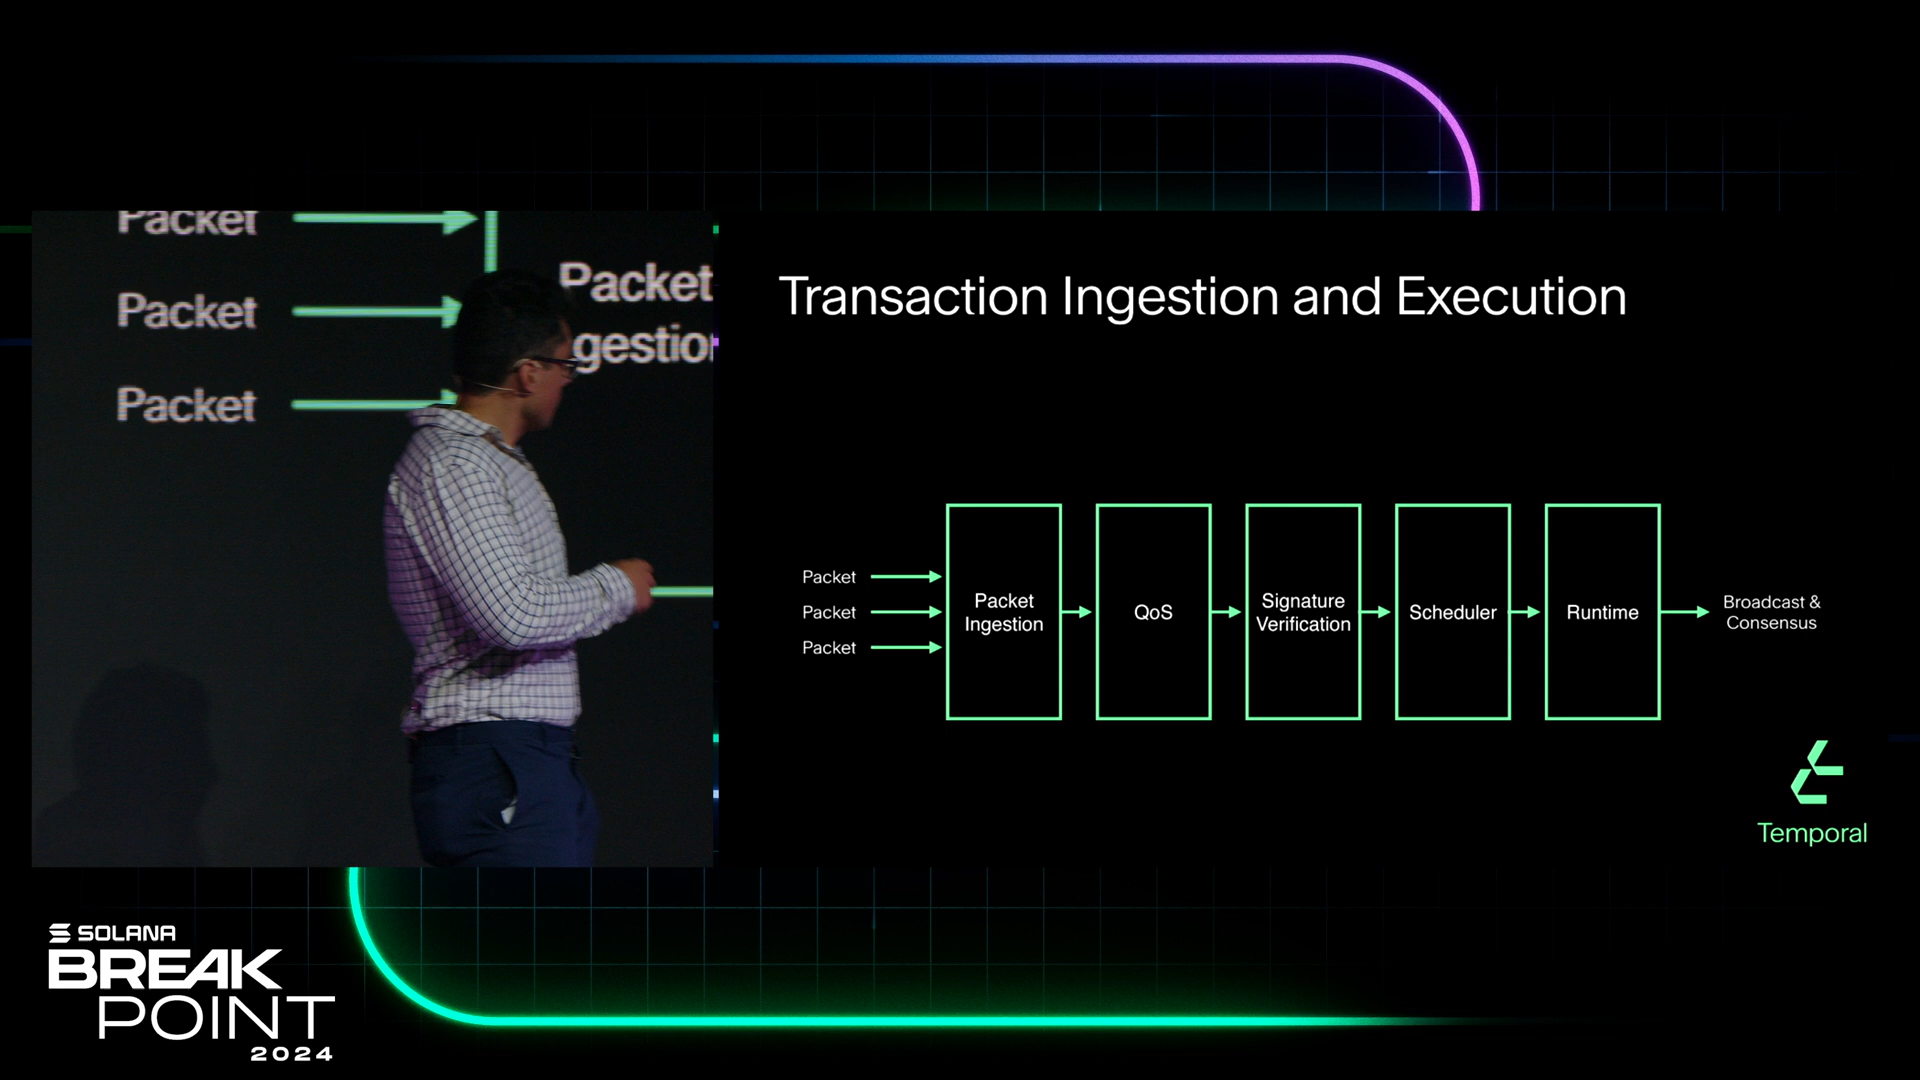 Packet
Packet
Packet
Packet
gestion
Transaction Ingestion and Execution
Packet
Packet
Packet
Packet
Ingestion
QoS
Signature
Verification
Scheduler
Runtime
Broadcast &
Consensus
Temporal
SOLANA
BREAK
POINT
2024